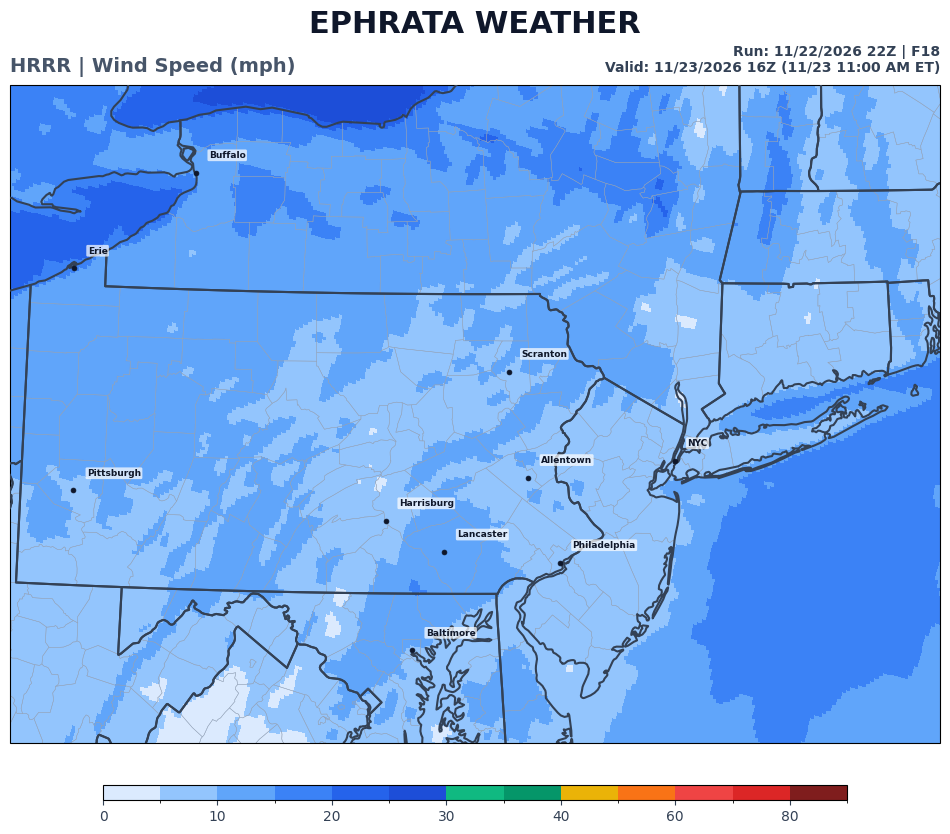 EPHRATA WEATHER
HRRR | Wind Speed (mph)
Run: 11/22/2026 22Z | F18
Valid: 11/23/2026 16Z (11/23 11:00 AM ET)
Buffalo
Erie
Scranton
NYC
Allentown
Pittsburgh
Harrisburg
Lancaster
Philadelphia
Baltimore
0 10 20 30 40 60 80